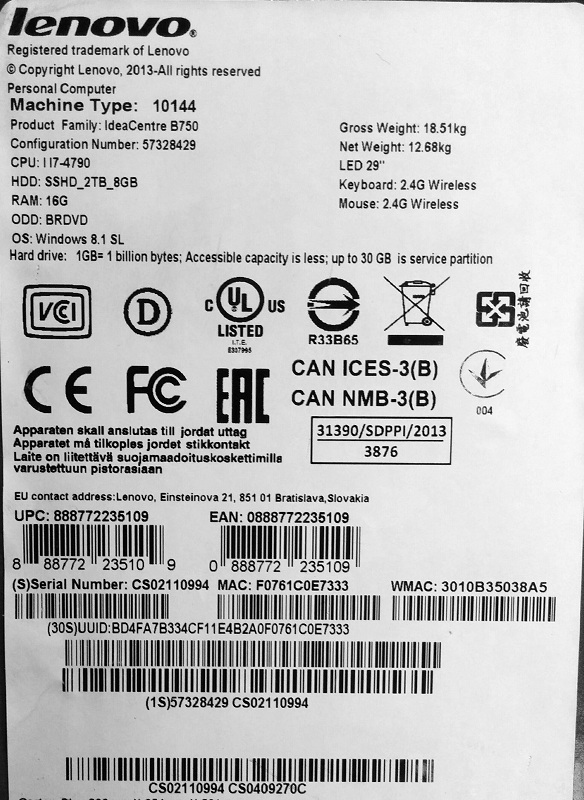 lenovo®
Registered trademark of Lenovo
© Copyright Lenovo, 2013-All rights reserved
Personal Computer
Machine Type: 10144
Product Family: IdeaCentre B750
Configuration Number: 57328429
CPU: I I7-4790
HDD: SSHD_2TB_8GB
RAM: 16G
ODD: BRDVD
OS: Windows 8.1 SL
Gross Weight: 18.51kg
Net Weight: 12.68kg
LED 29"
Keyboard: 2.4G Wireless
Mouse: 2.4G Wireless
Hard drive: 1GB= 1 billion bytes; Accessible capacity is less; up to 30 GB is service partition
VCI
D
C UL US
LISTED
I.T.E.
R33B65
廢電池請回收
CE FC EAC
CAN ICES-3(B)
CAN NMB-3(B)
004
31390/SDPPI/2013
3876
Apparaten skall anslutas till jordat uttag
Apparatet må tilkoples jordet stikkontakt
Laite on liitettävä suojamaadoituskoskettimilla
varustettuun pistorasiaan
EU contact address:Lenovo, Einsteinova 21, 851 01 Bratislava,Slovakia
UPC: 888772235109
EAN: 0888772235109
8 88772 23510 9
0 888772 235109
(S)Serial Number: CS02110994 MAC: F0761C0E7333
WMAC: 3010B35038A5
(30S)UUID:BD4FA7B334CF11E4B2A0F0761C0E7333
(1S)57328429 CS02110994
CS02110994 CS0409270C